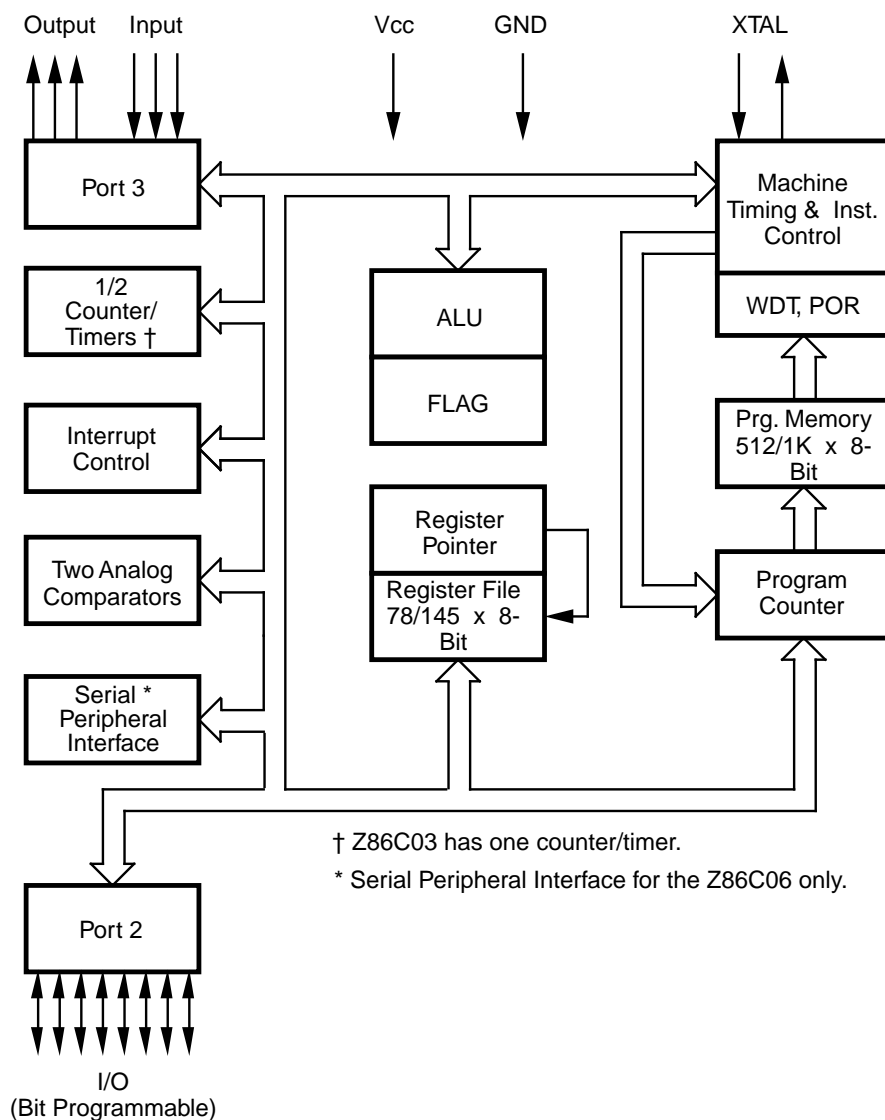 Output Input Vcc GND XTAL
Port 3
Machine
Timing & Inst.
Control
WDT, POR
1/2
Counter/
Timers †
ALU
FLAG
Interrupt
Control
Prg. Memory
512/1K x 8-
Bit
Register
Pointer
Register File
78/145 x 8-
Bit
Two Analog
Comparators
Program
Counter
Serial *
Peripheral
Interface
† Z86C03 has one counter/timer.
* Serial Peripheral Interface for the Z86C06 only.
Port 2
I/O
(Bit Programmable)